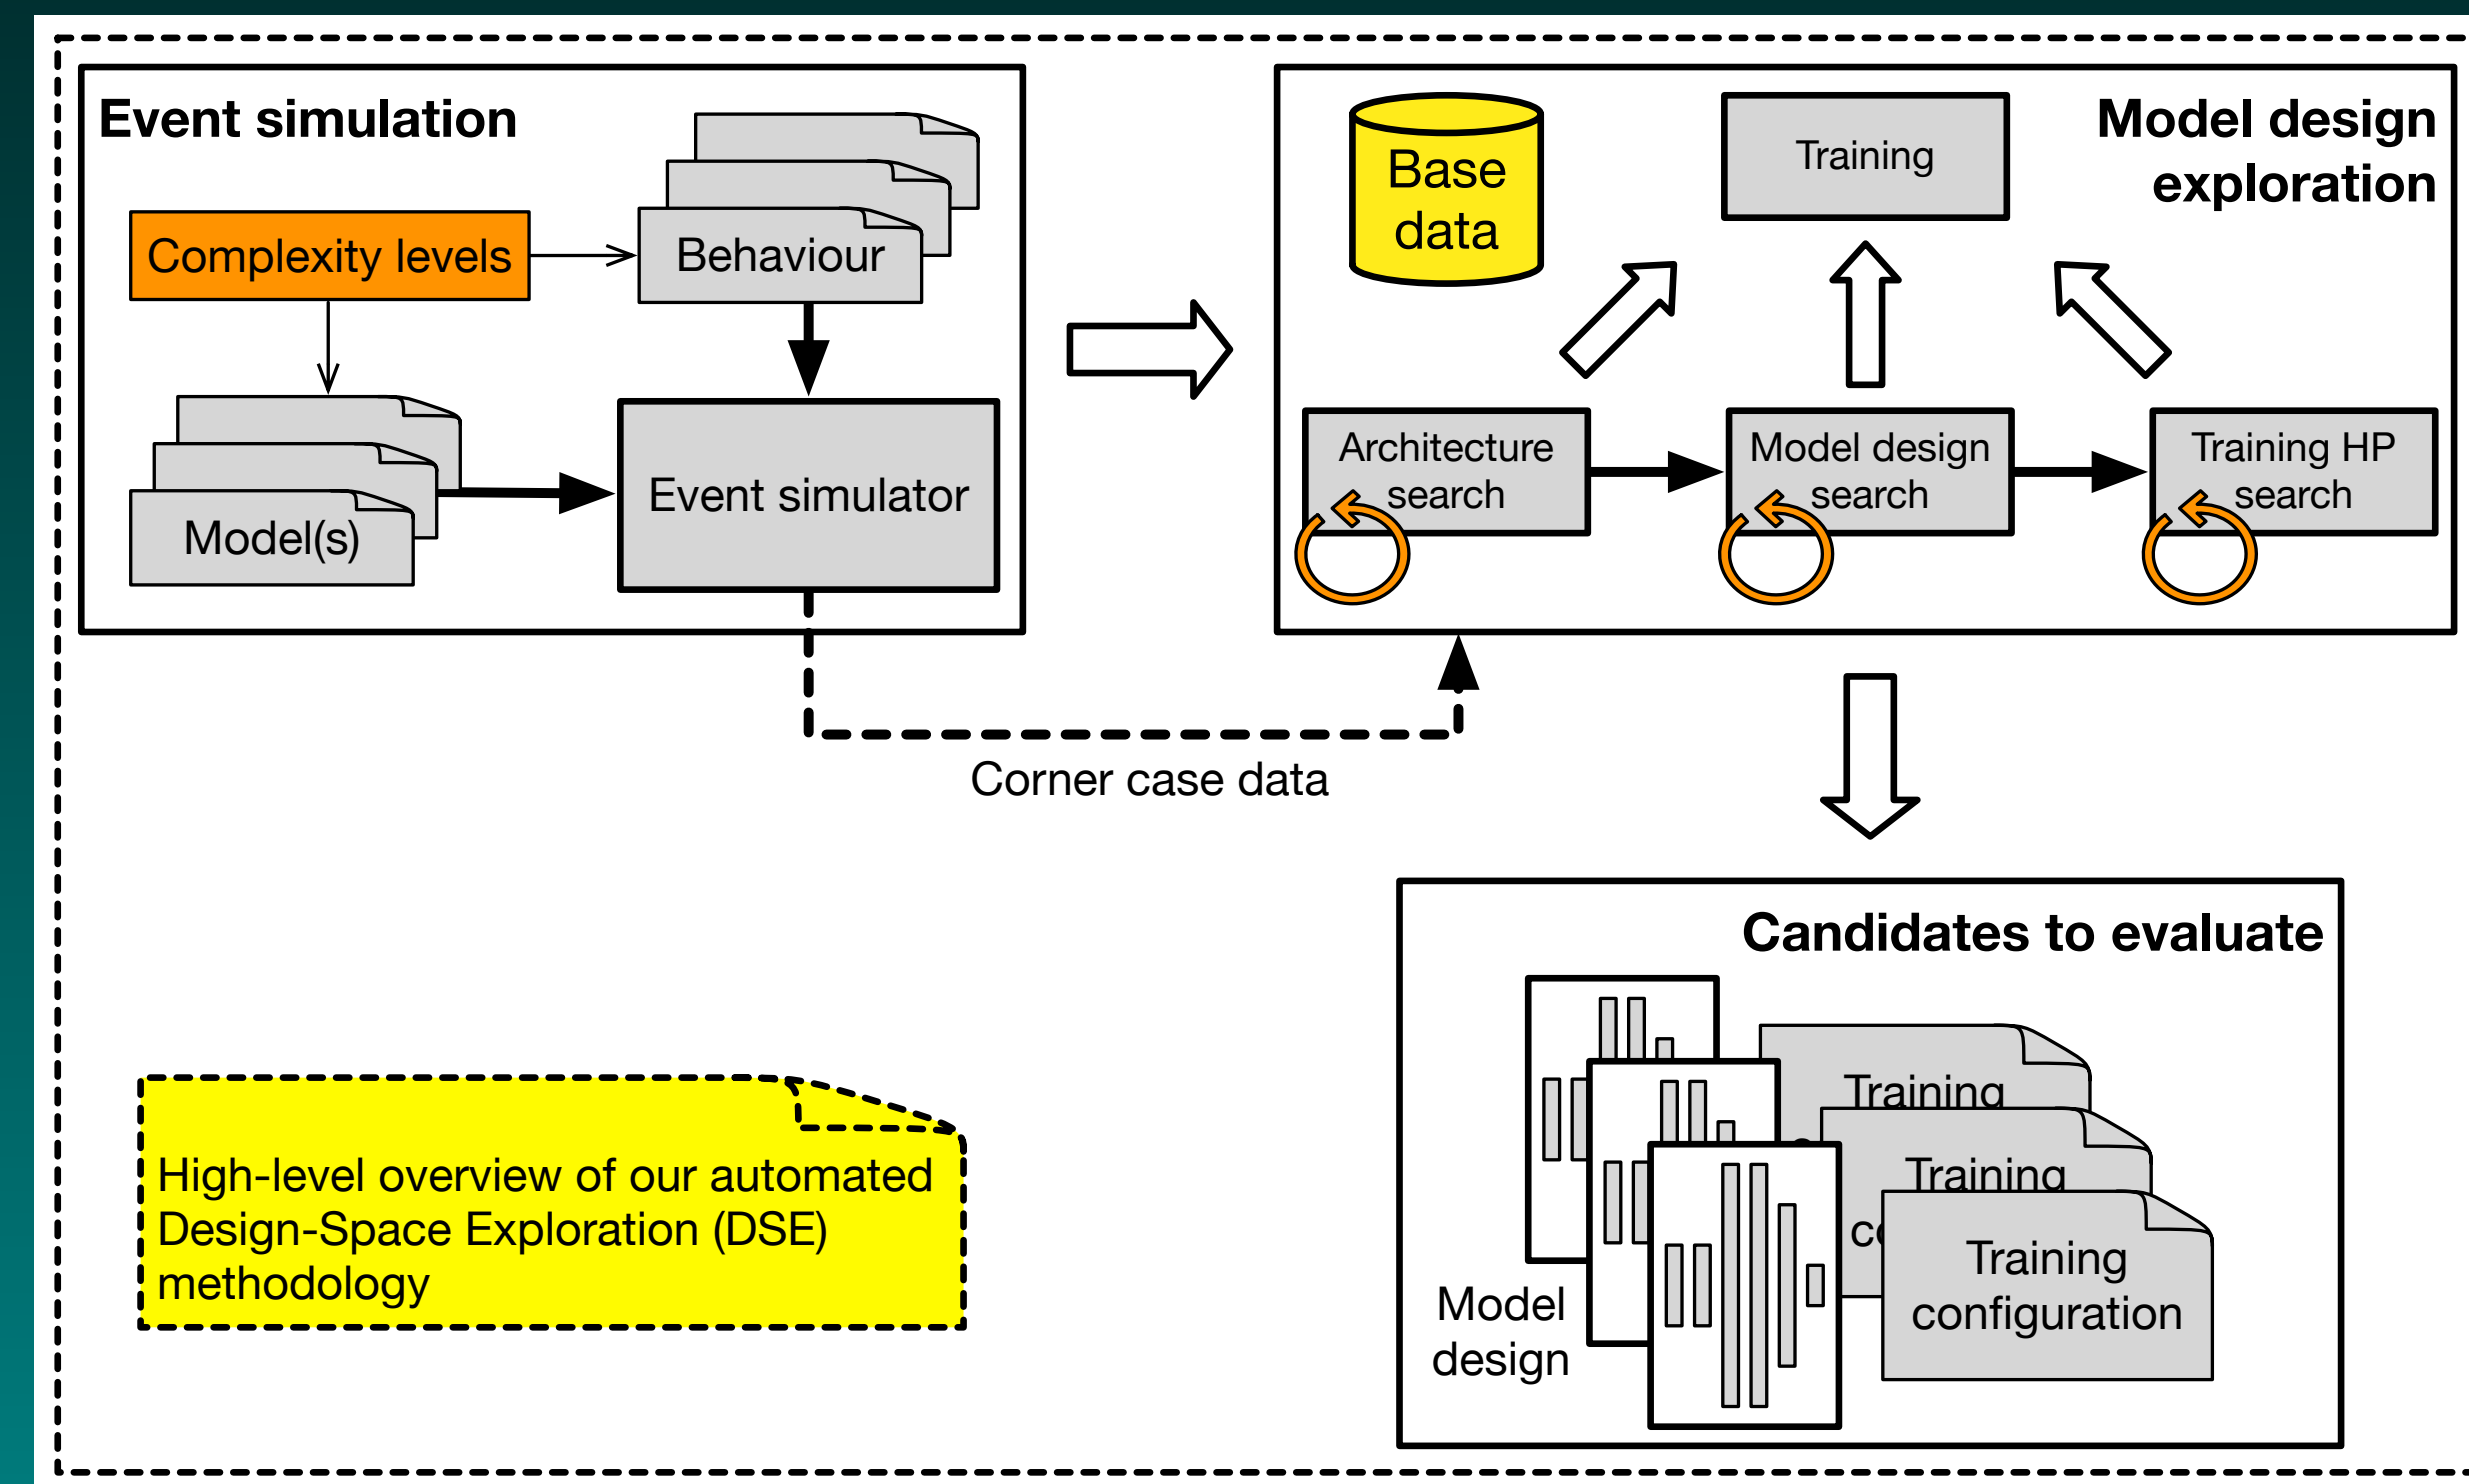 Event simulation
Complexity levels
Behaviour
Model(s)
Event simulator
Corner case data
Base
data
Training
Model design
exploration
Architecture
search
Model design
search
Training HP
search
Candidates to evaluate
Training
Training
Training
configuration
Model
design
High-level overview of our automated
Design-Space Exploration (DSE)
methodology